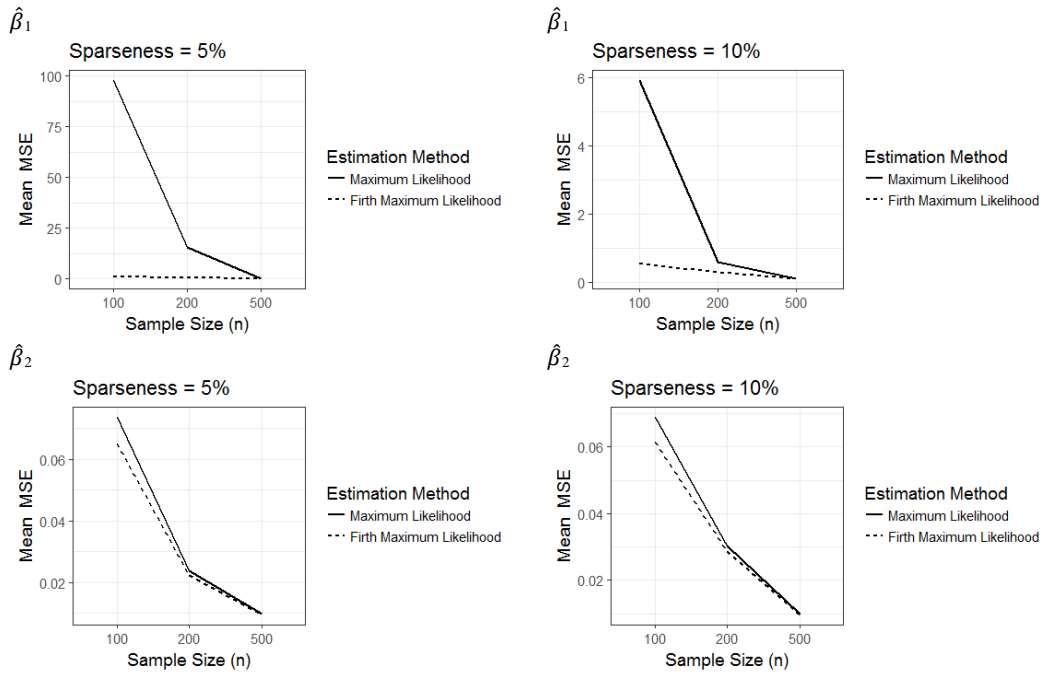 β̂₁
Sparseness = 5%
100
75
50
25
0
Mean MSE
100 200 500
Sample Size (n)
Estimation Method
Maximum Likelihood
Firth Maximum Likelihood
β̂₁
Sparseness = 10%
6
4
2
0
Mean MSE
100 200 500
Sample Size (n)
Estimation Method
Maximum Likelihood
Firth Maximum Likelihood
β̂₂
Sparseness = 5%
0.06
0.04
0.02
Mean MSE
100 200 500
Sample Size (n)
Estimation Method
Maximum Likelihood
Firth Maximum Likelihood
β̂₂
Sparseness = 10%
0.06
0.04
0.02
Mean MSE
100 200 500
Sample Size (n)
Estimation Method
Maximum Likelihood
Firth Maximum Likelihood